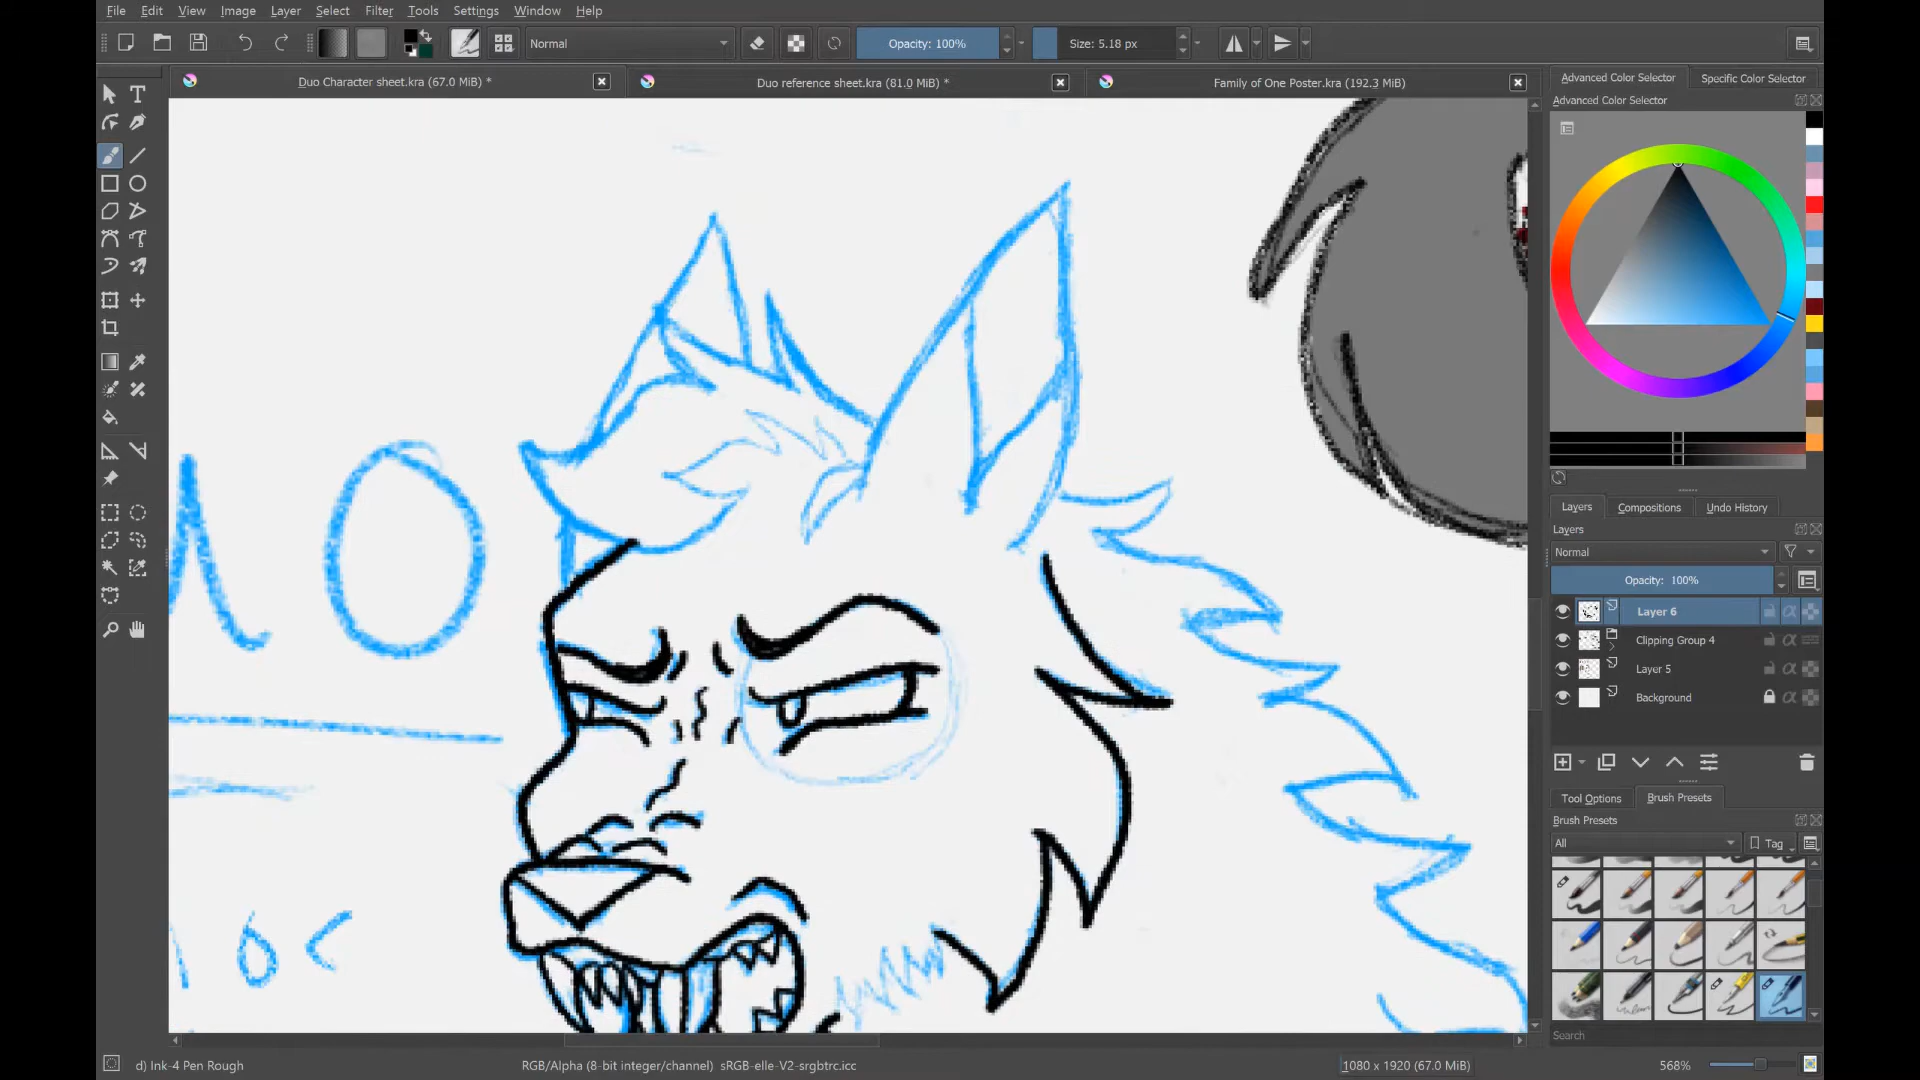 File Edit View Image Layer Select Filter Tools Settings Window Help
Normal Opacity: 100% Size: 5.18 px
Duo Character sheet.kra (67.0 MiB) * Duo reference sheet.kra (81.0 MiB) * Family of One Poster.kra (192.3 MiB)
Advanced Color Selector Specific Color Selector
Advanced Color Selector
Layers Compositions Undo History
Layers
Normal
Opacity: 100%
Layer 6
Clipping Group 4
Layer 5
Background
Tool Options Brush Presets
Brush Presets
All Tag
Search
d) Ink-4 Pen Rough RGB/Alpha (8-bit integer/channel) sRGB-elle-V2-srgbtrc.icc 1080 x 1920 (67.0 MiB) 568%